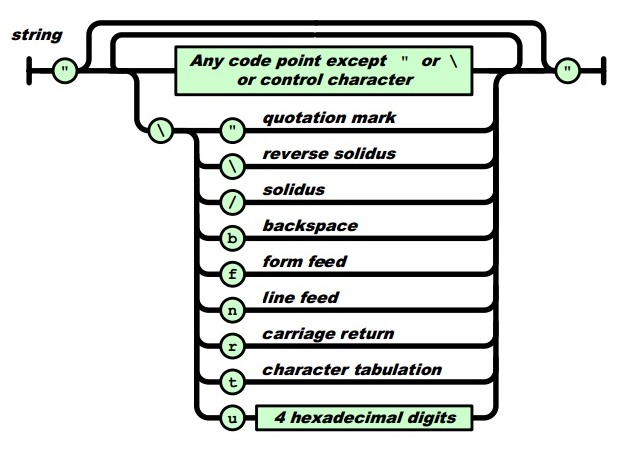 string
" Any code point except " or \ "
or control character
\ " quotation mark
\ reverse solidus
/ solidus
b backspace
f form feed
n line feed
r carriage return
t character tabulation
u 4 hexadecimal digits